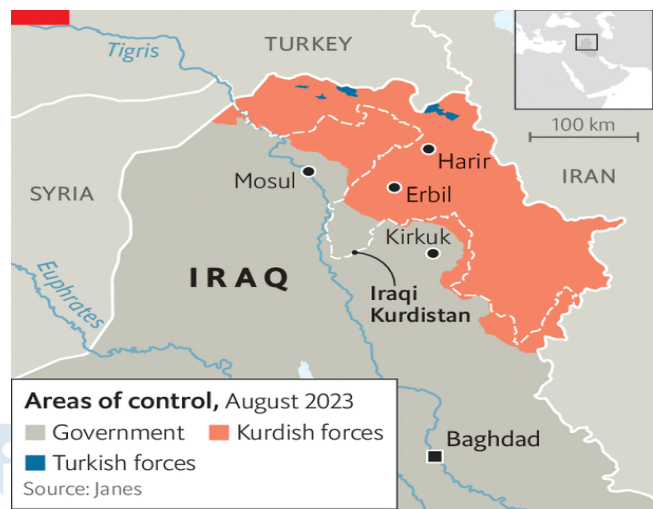 Tigris
TURKEY
100 km
Harir
IRAN
Mosul
Erbil
SYRIA
Kirkuk
Euphrates
IRAQ
Iraqi
Kurdistan
Areas of control, August 2023
Government
Kurdish forces
Turkish forces
Source: Janes
Baghdad